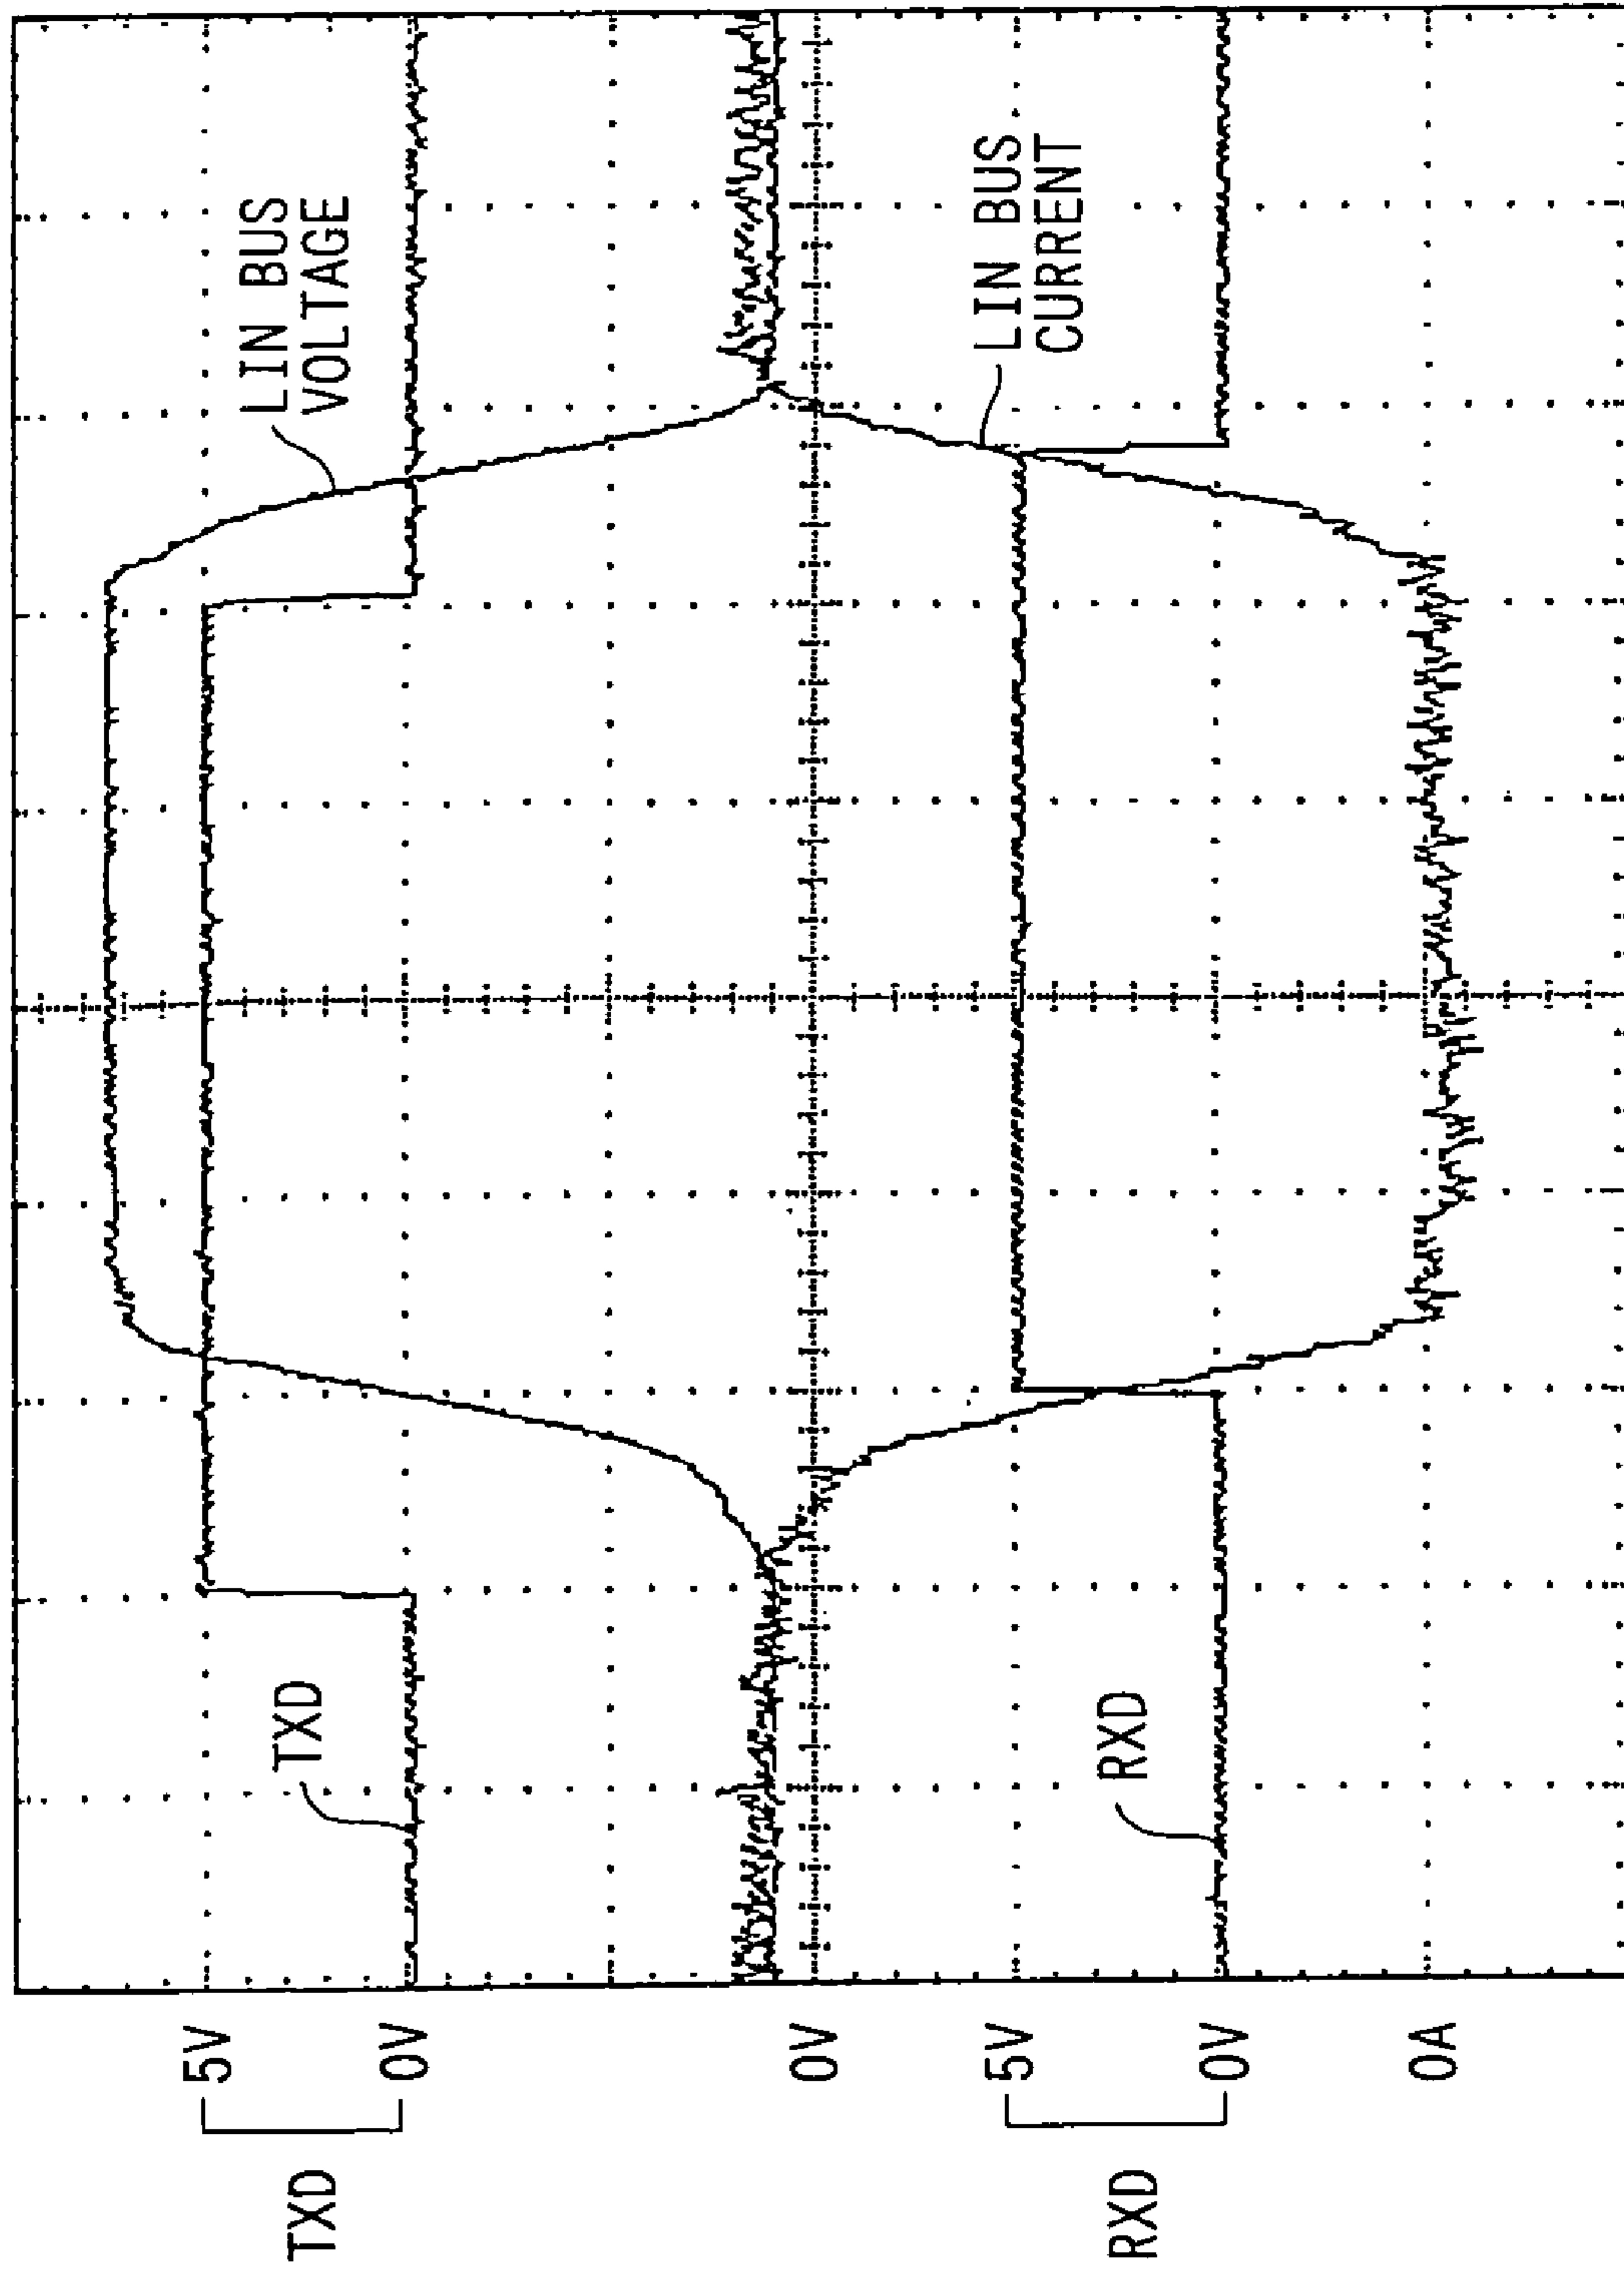 TXD
5V
0V
0V
RXD
5V
0V
0A
TXD
RXD
LIN BUS
VOLTAGE
LIN BUS
CURRENT